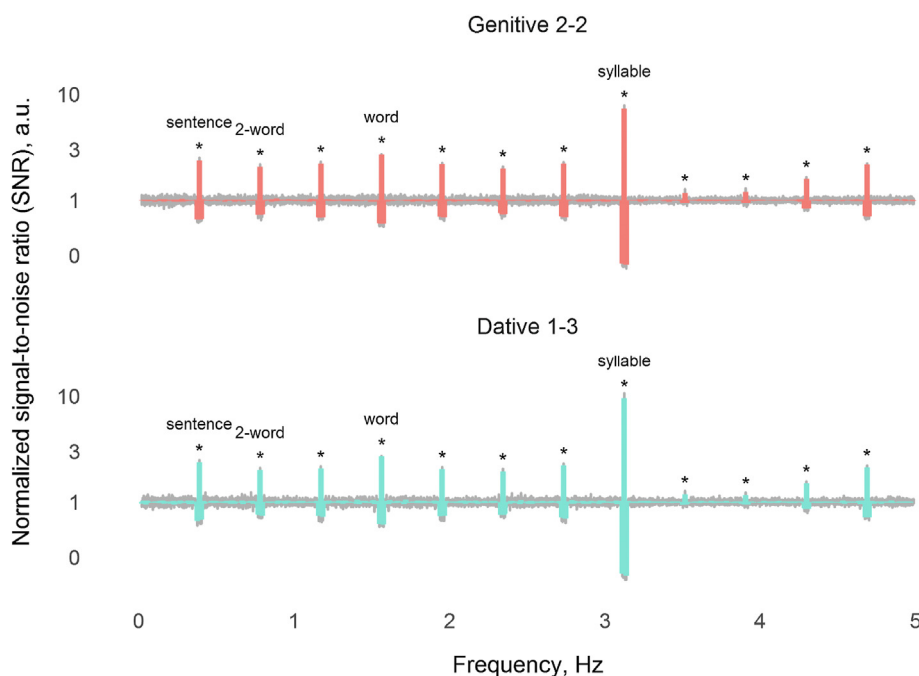 Genitive 2-2
syllable
10
*
sentence
2-word
word
* * * * * * * * * * *
3
1
0
Normalized signal-to-noise ratio (SNR), a.u.
Dative 1-3
syllable
*
10
sentence
2-word
word
* * * * * * * * * * *
3
1
0
0 1 2 3 4 5
Frequency, Hz